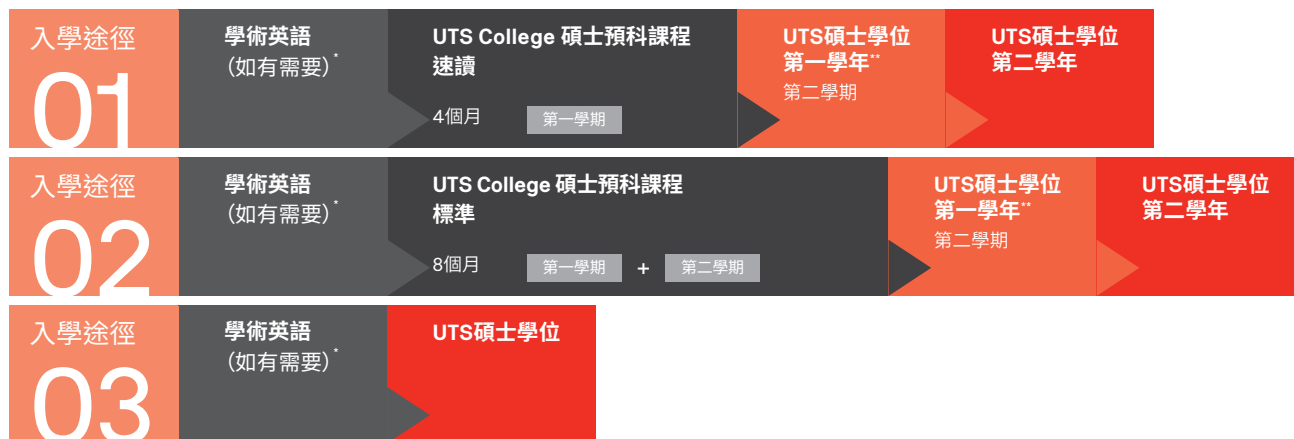 入學途徑
01
學術英語
(如有需要)*
UTS College 碩士預科課程
速讀
4個月 第一學期
UTS碩士學位
第一學年**
第二學期
UTS碩士學位
第二學年
入學途徑
02
學術英語
(如有需要)*
UTS College 碩士預科課程
標準
8個月 第一學期 + 第二學期
UTS碩士學位
第一學年**
第二學期
UTS碩士學位
第二學年
入學途徑
03
學術英語
(如有需要)*
UTS碩士學位